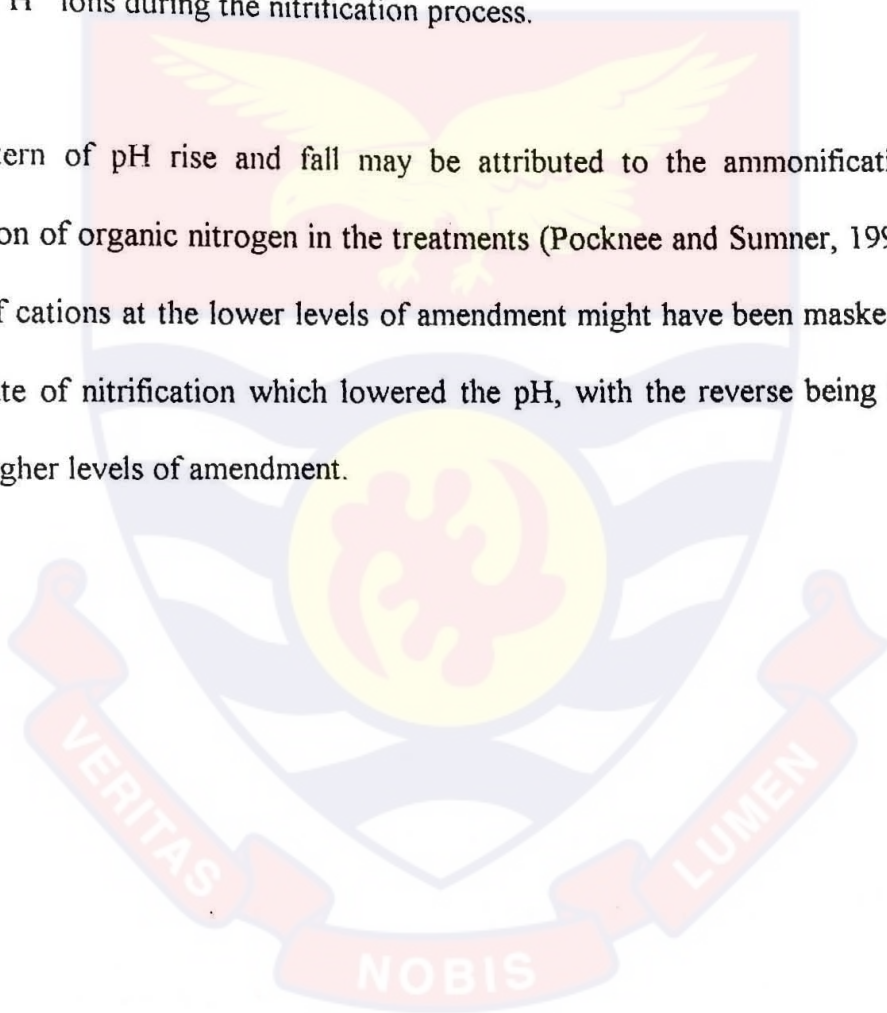 H⁺ ions during the nitrification process.
tern of pH rise and fall may be attributed to the ammonificati
on of organic nitrogen in the treatments (Pocknee and Sumner, 199
f cations at the lower levels of amendment might have been maske
te of nitrification which lowered the pH, with the reverse being
gher levels of amendment.
VERITAS
NOBIS
LUMEN